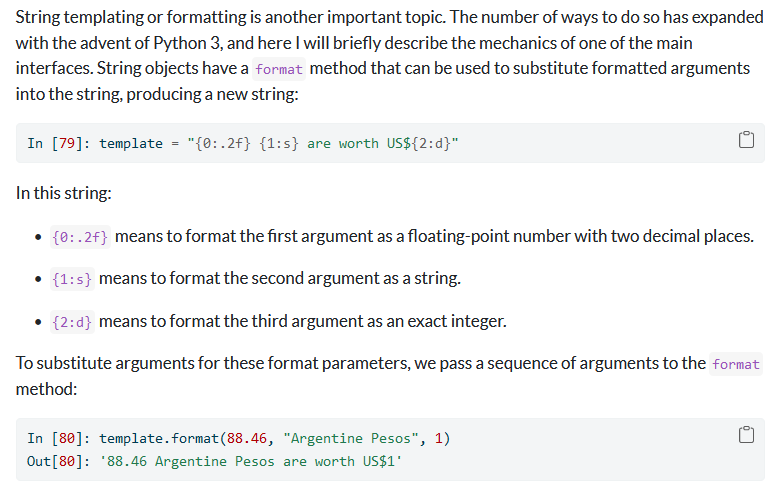 String templating or formatting is another important topic. The number of ways to do so has expanded
with the advent of Python 3, and here I will briefly describe the mechanics of one of the main
interfaces. String objects have a format method that can be used to substitute formatted arguments
into the string, producing a new string:
In [79]: template = "{0:.2f} {1:s} are worth US${2:d}"
In this string:
• {0:.2f} means to format the first argument as a floating-point number with two decimal places.
• {1:s} means to format the second argument as a string.
• {2:d} means to format the third argument as an exact integer.
To substitute arguments for these format parameters, we pass a sequence of arguments to the format
method:
In [80]: template.format(88.46, "Argentine Pesos", 1)
Out[80]: '88.46 Argentine Pesos are worth US$1'